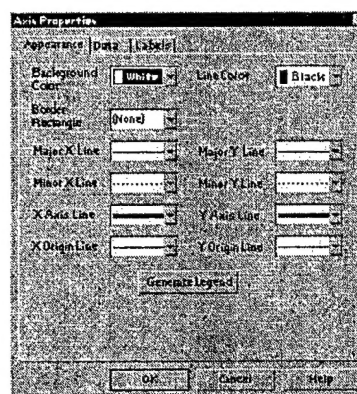 Axis Properties
Appearance Data Labels
Background Color White Line Color Black
Border Rectangle (None)
Major X Line Major Y Line
Minor X Line Minor Y Line
X Axis Line Y Axis Line
X Origin Line Y Origin Line
Generate Legend
OK Cancel Help